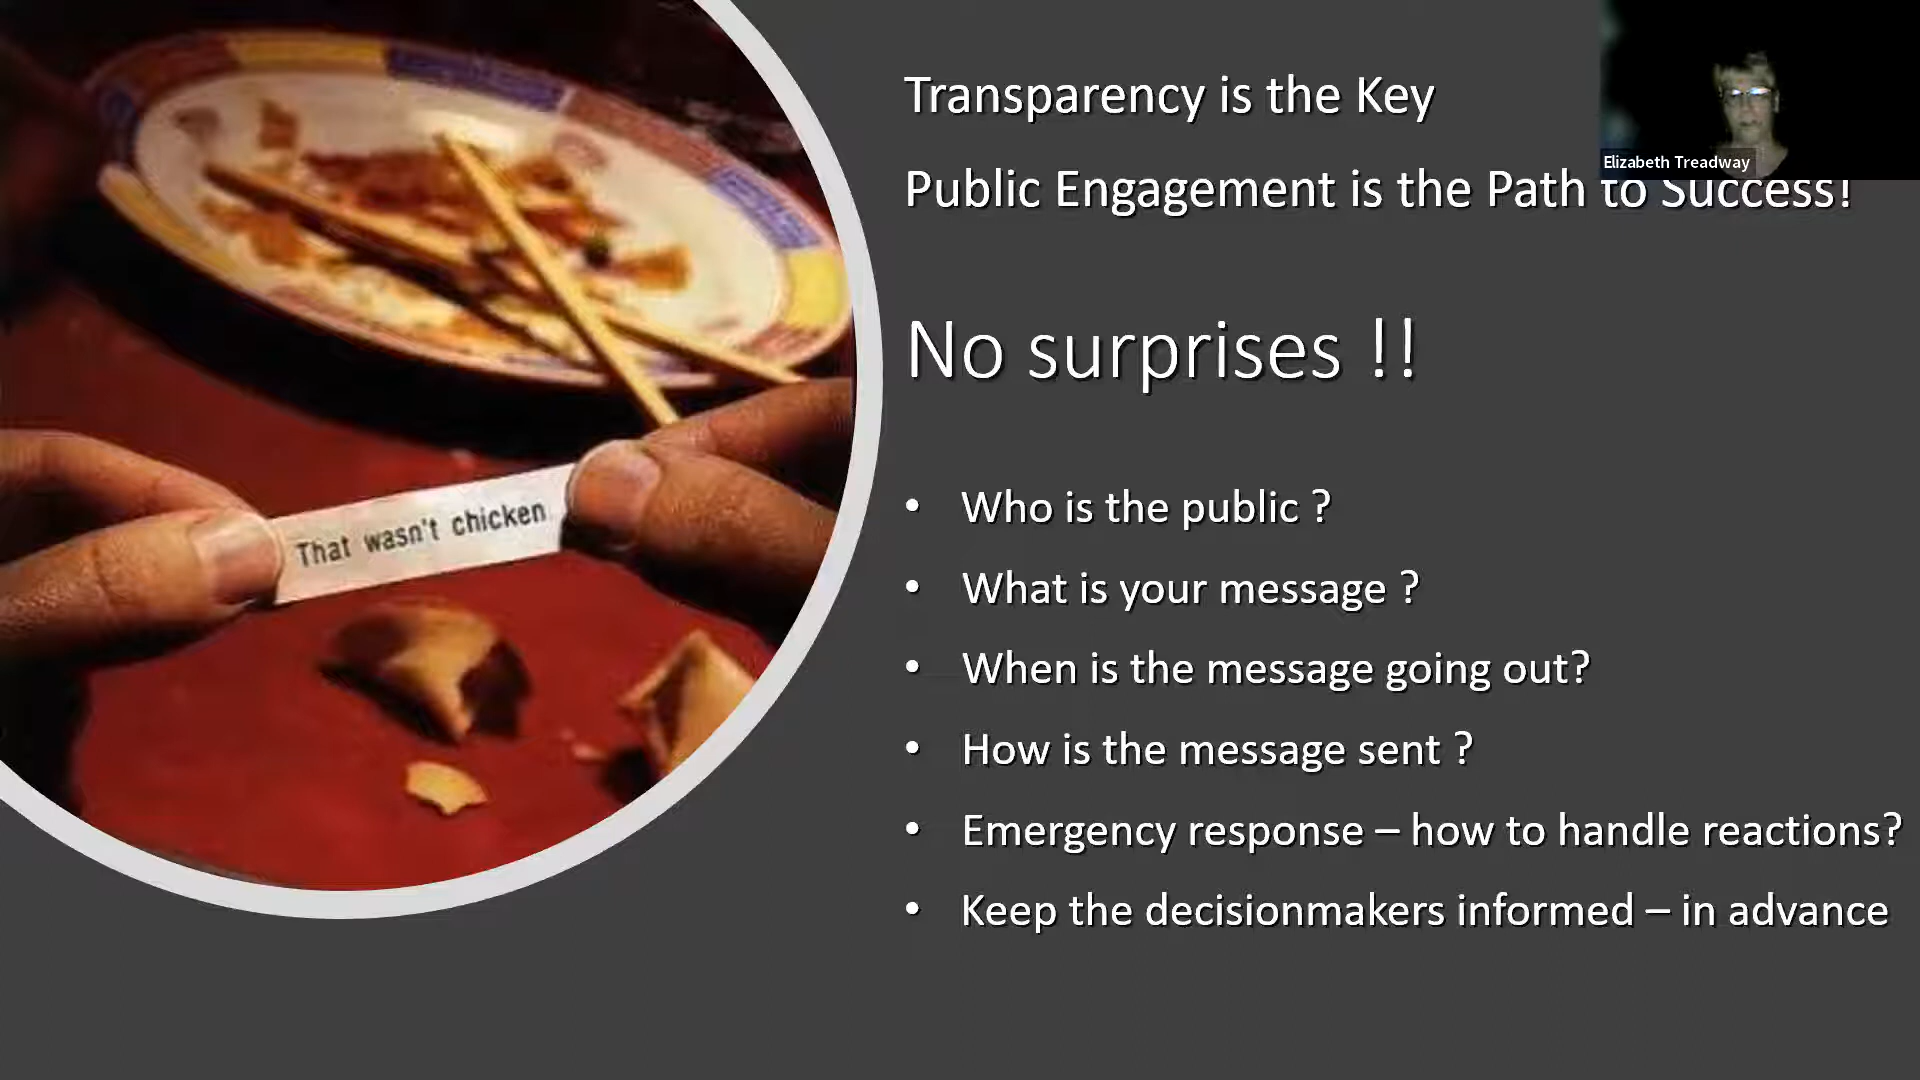 Transparency is the Key
Elizabeth Treadway
Public Engagement is the Path to Success!
No surprises !!
That wasn't chicken.
• Who is the public ?
• What is your message ?
• When is the message going out?
• How is the message sent ?
• Emergency response – how to handle reactions?
• Keep the decisionmakers informed – in advance